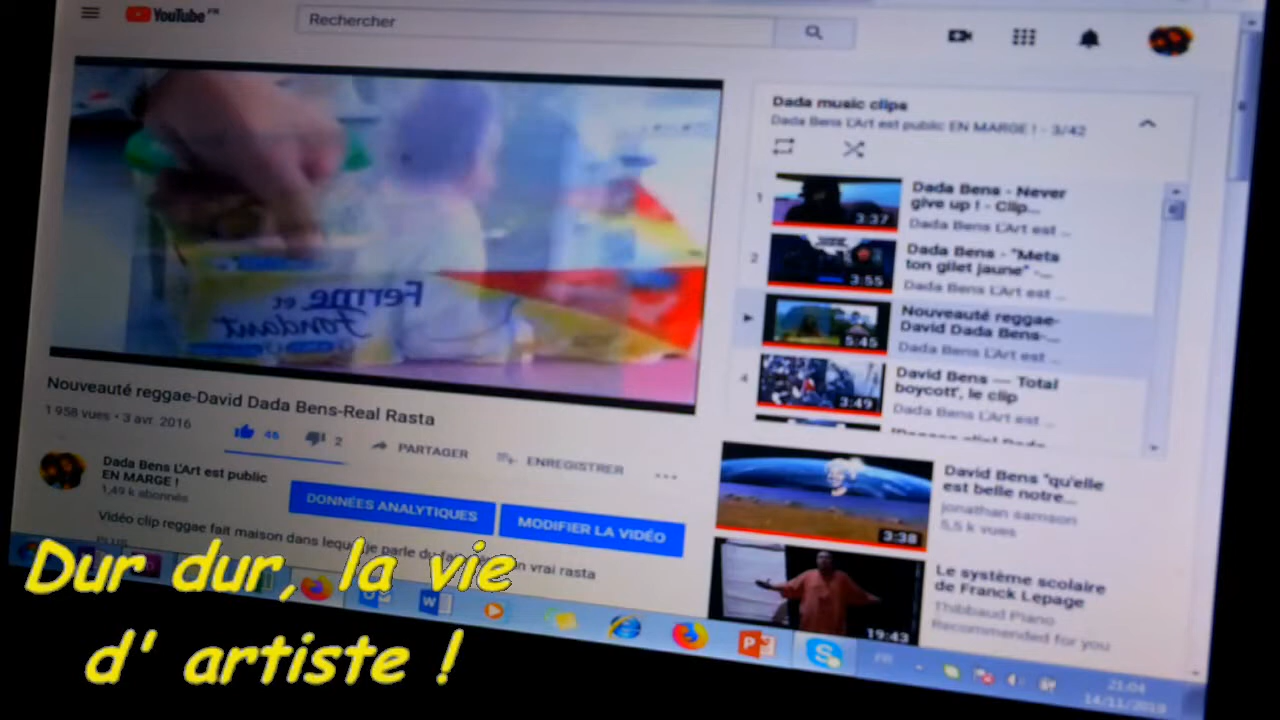 YouTube FR
Rechercher
Ferme et
fondant
Nouveauté reggae-David Dada Bens-Real Rasta
1 958 vues • 3 avr. 2016
46
2
PARTAGER
ENREGISTRER
Dada Bens L'Art est public
EN MARGE !
1,49 k abonnés
DONNÉES ANALYTIQUES
MODIFIER LA VIDÉO
Vidéo clip reggae fait maison dans lequel je parle du fait vrai rasta
PLUS
Dada music clips
Dada Bens L'Art est public EN MARGE ! - 3/42
1
3:37
Dada Bens - Never
give up ! - Clip...
Dada Bens L'Art est ...
2
3:55
Dada Bens - "Mets
ton gilet jaune" -...
Dada Bens L'Art est ...
5:45
Nouveauté reggae-
David Dada Bens-...
Dada Bens L'Art est ...
4
3:49
David Bens — Total
boycott', le clip
Dada Bens L'Art est ...
3:38
David Bens "qu'elle
est belle notre...
jonathan samson
5,5 k vues
19:43
Le système scolaire
de Franck Lepage
Thibbaud Piano
Recommended for you
FR
21:04
14/11/2019
Dur dur, la vie
d' artiste !